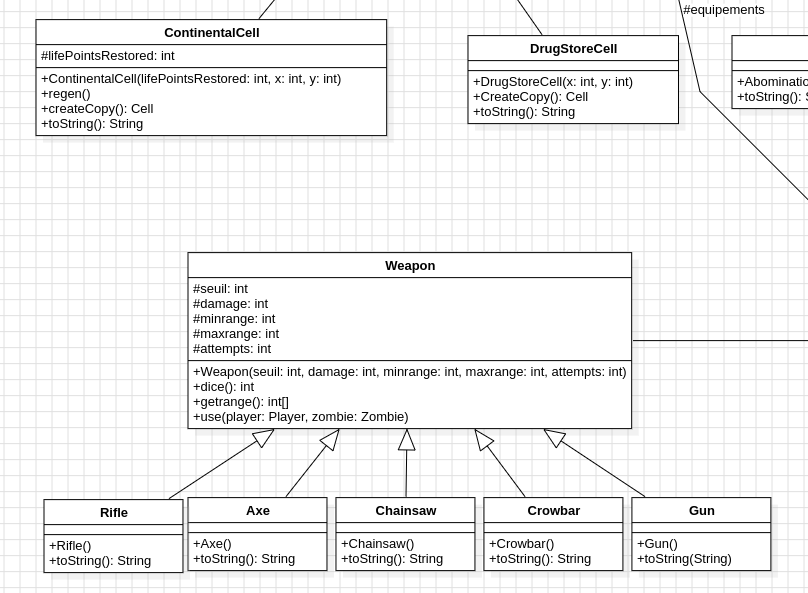 #equipements
ContinentalCell
#lifePointsRestored: int
+ContinentalCell(lifePointsRestored: int, x: int, y: int)
+regen()
+createCopy(): Cell
+toString(): String
DrugStoreCell
+DrugStoreCell(x: int, y: int)
+CreateCopy(): Cell
+toString(): String
+toString():
Weapon
#seuil: int
#damage: int
#minrange: int
#maxrange: int
#attempts: int
+Weapon(seuil: int, damage: int, minrange: int, maxrange: int, attempts: int)
+dice(): int
+getrange(): int[]
+use(player: Player, zombie: Zombie)
Rifle
+Rifle()
+toString(): String
Axe
+Axe()
+toString(): String
Chainsaw
+Chainsaw()
+toString(): String
Crowbar
+Crowbar()
+toString(): String
Gun
+Gun()
+toString(String)